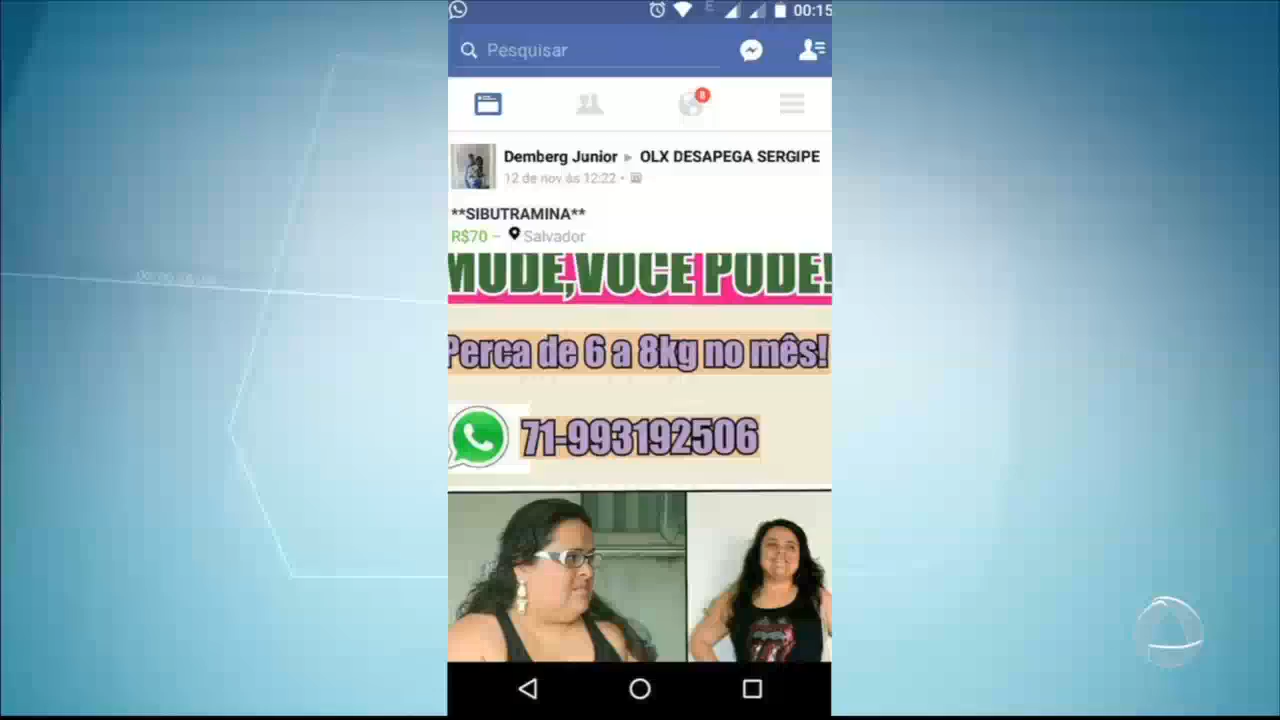 00:15
Pesquisar
8
Demberg Junior ▸ OLX DESAPEGA SERGIPE
12 de nov às 12:22 •
**SIBUTRAMINA**
R$70 – Salvador
MUDE,VOCÊ PODE!
Perca de 6 a 8kg no mês!
71-993192506